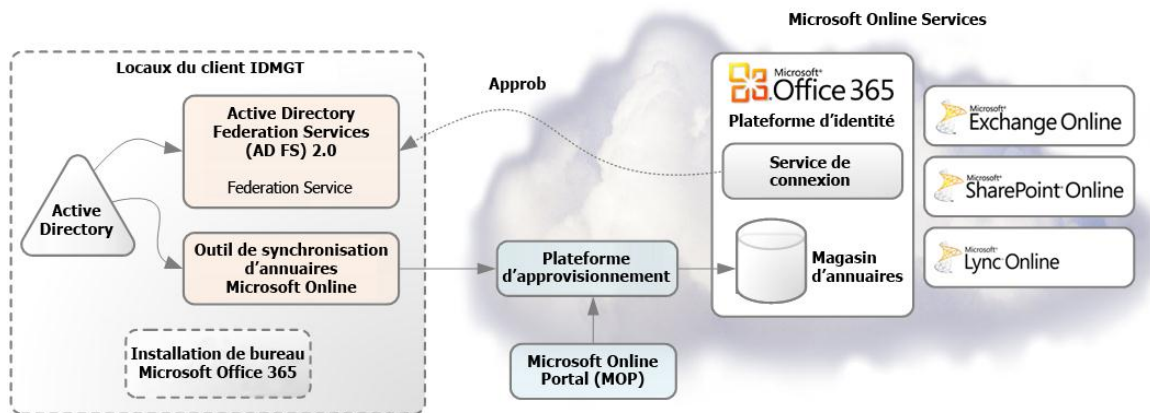 Microsoft Online Services
Locaux du client IDMGT
Active Directory
Federation Services
(AD FS) 2.0
Federation Service
Active
Directory
Outil de synchronisation
d'annuaires
Microsoft Online
Installation de bureau
Microsoft Office 365
Approb
Plateforme
d'approvisionnement
Microsoft Online
Portal (MOP)
Microsoft®
Office 365
Plateforme d'identité
Service de
connexion
Magasin
d'annuaires
Microsoft®
Exchange Online
Microsoft®
SharePoint® Online
Microsoft®
Lync Online